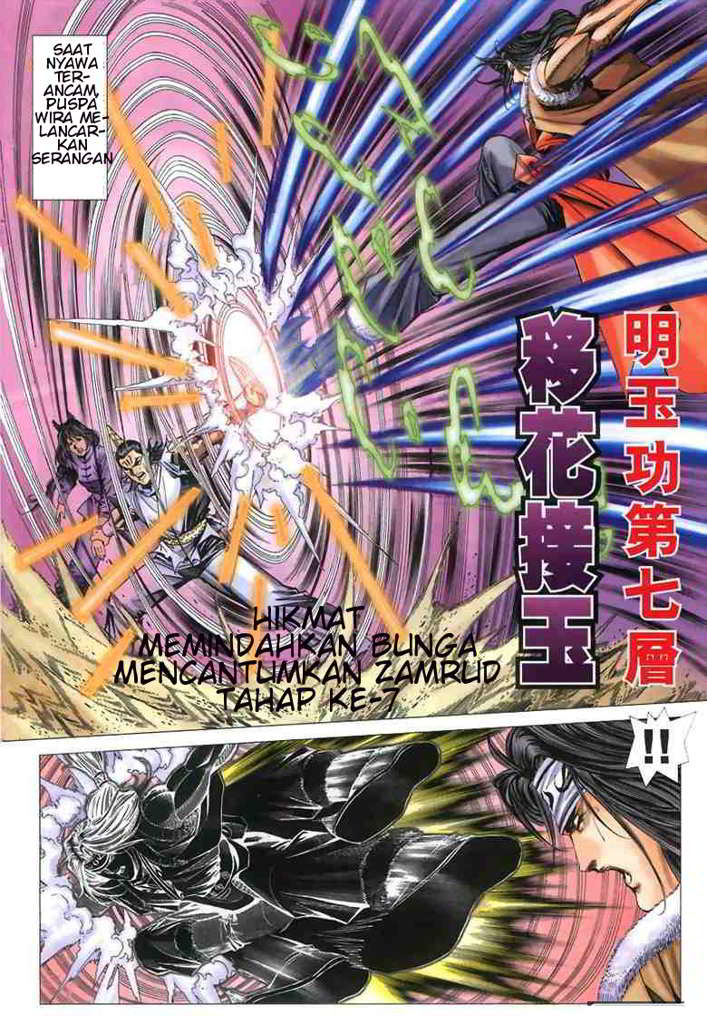 SAAT
NYAWA
TER-
ANCAM,
PUSPA
WIRA ME-
LANCAR-
KAN
SERANGAN
明玉功第七層
移花接玉
HIKMAT
MEMINDAHKAN BUNGA
MENCANTUMKAN ZAMRUD
TAHAP KE-7
!!